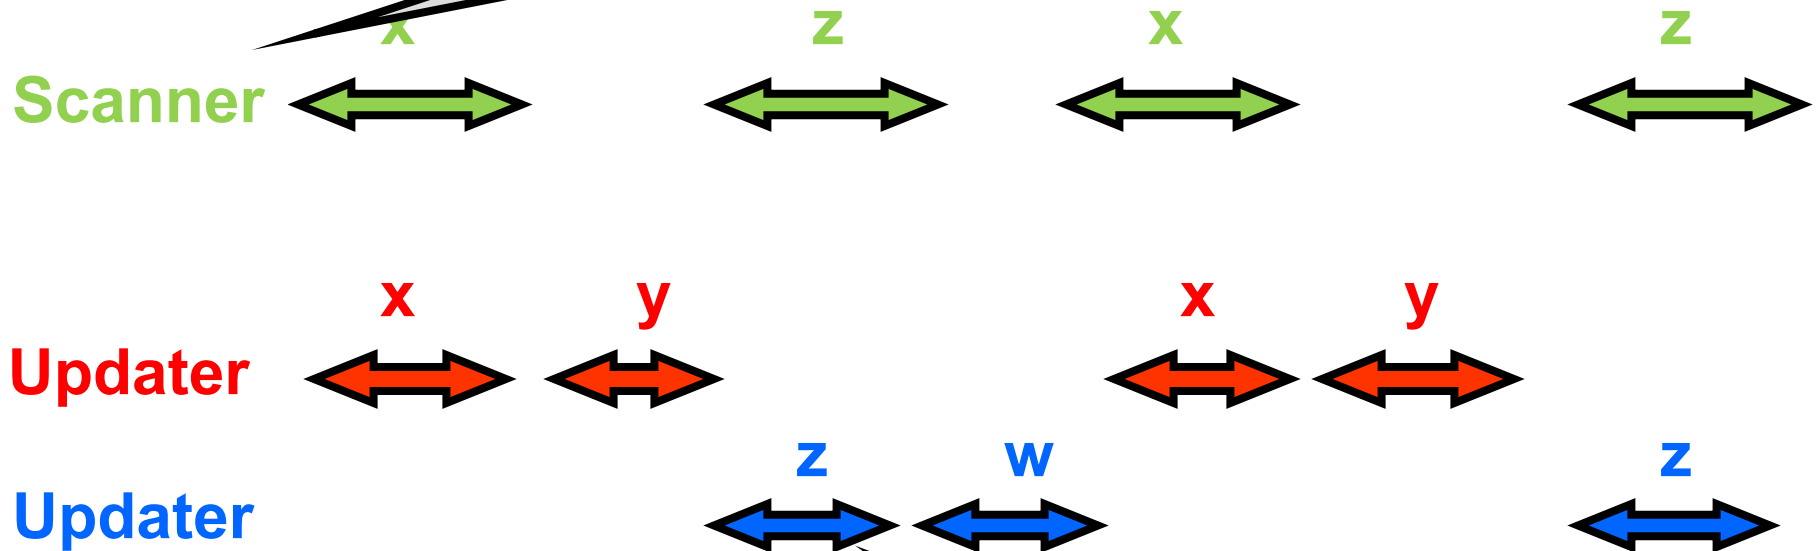 x z x z
Scanner
x y x y
Updater
z w z
Updater